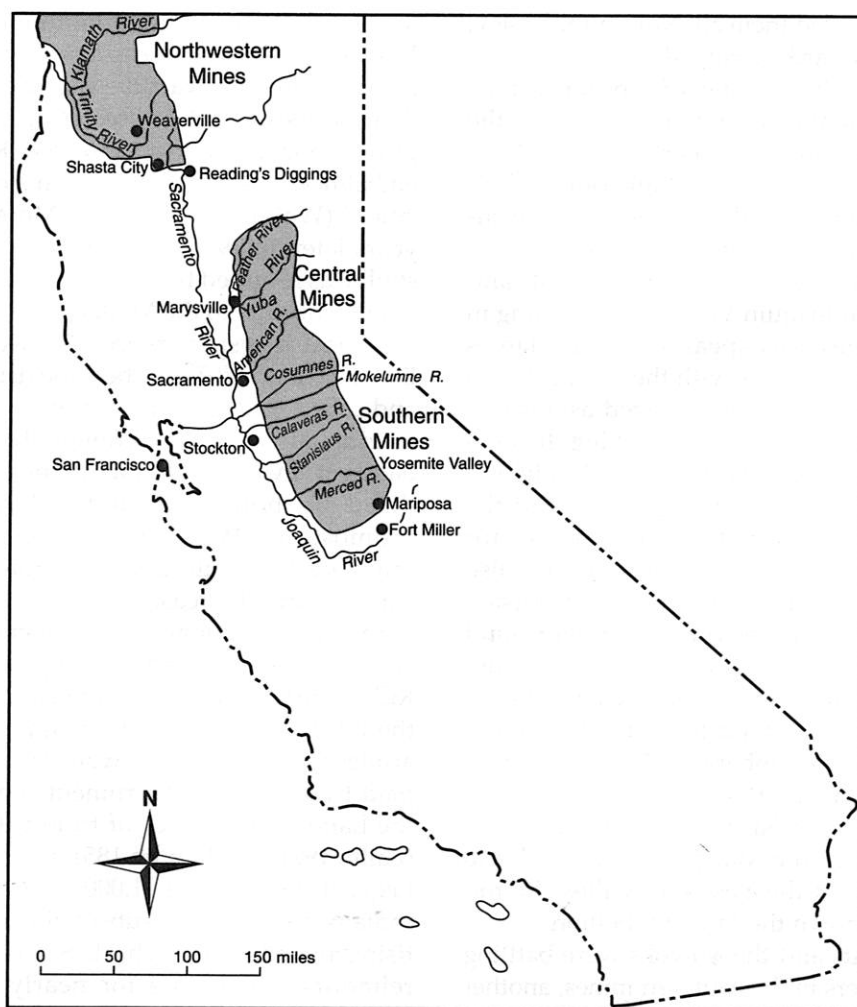 Klamath River
Northwestern
Mines
Trinity River
Weaverville
Shasta City
Reading's Diggings
Sacramento River
Feather River
Yuba River
Central
Mines
Marysville
American R.
Sacramento
Cosumnes R.
Mokelumne R.
Calaveras R.
Southern
Mines
Stockton
Stanislaus R.
San Francisco
Yosemite Valley
Merced R.
Mariposa
Fort Miller
Joaquin River
N
0 50 100 150 miles